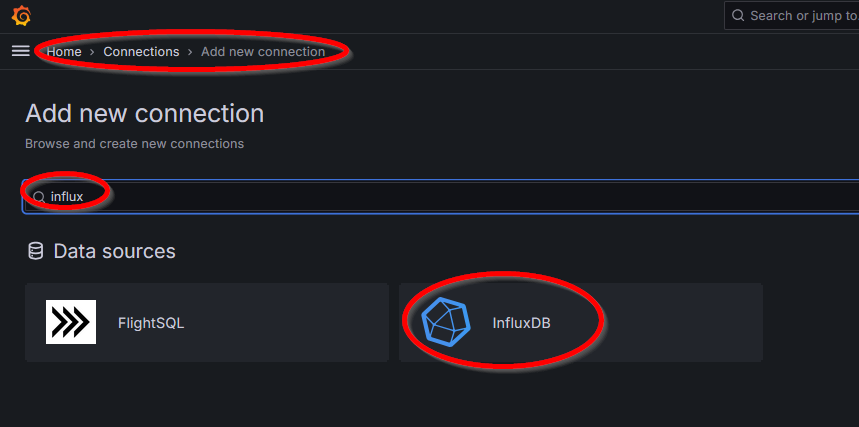 Search or jump to.
Home > Connections > Add new connection
Add new connection
Browse and create new connections
influx
Data sources
FlightSQL
InfluxDB